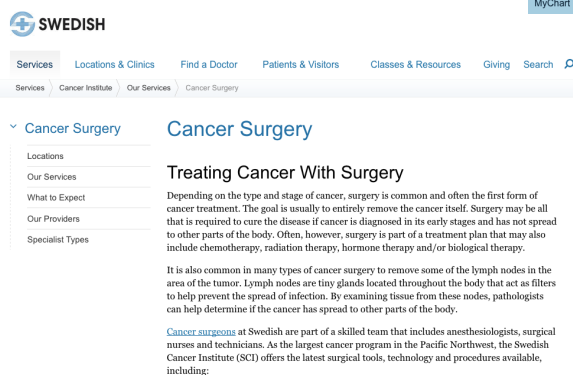 MyChart
SWEDISH
Services Locations & Clinics Find a Doctor Patients & Visitors Classes & Resources Giving Search
Services Cancer Institute Our Services Cancer Surgery
Cancer Surgery
Locations
Our Services
What to Expect
Our Providers
Specialist Types
Cancer Surgery
Treating Cancer With Surgery
Depending on the type and stage of cancer, surgery is common and often the first form of
cancer treatment. The goal is usually to entirely remove the cancer itself. Surgery may be all
that is required to cure the disease if cancer is diagnosed in its early stages and has not spread
to other parts of the body. Often, however, surgery is part of a treatment plan that may also
include chemotherapy, radiation therapy, hormone therapy and/or biological therapy.
It is also common in many types of cancer surgery to remove some of the lymph nodes in the
area of the tumor. Lymph nodes are tiny glands located throughout the body that act as filters
to help prevent the spread of infection. By examining tissue from these nodes, pathologists
can help determine if the cancer has spread to other parts of the body.
Cancer surgeons at Swedish are part of a skilled team that includes anesthesiologists, surgical
nurses and technicians. As the largest cancer program in the Pacific Northwest, the Swedish
Cancer Institute (SCI) offers the latest surgical tools, technology and procedures available,
including: